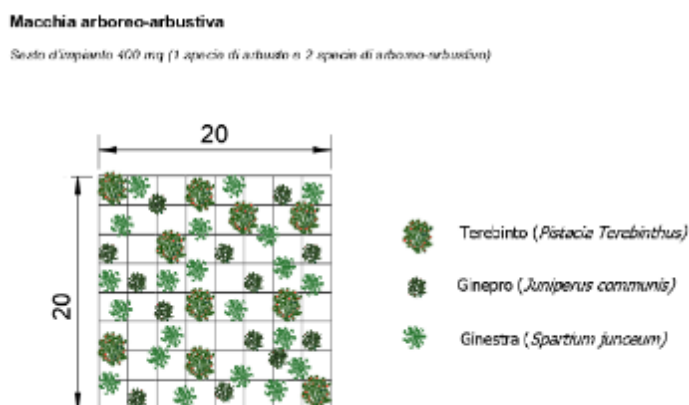 Macchia arboreo-arbustiva
Sesto d'impianto 400 mq (1 specie di arbusto e 2 specie di arboreo-arbustivo)
20
20
Terebinto (Pistacia Terebinthus)
Ginepro (Juniperus communis)
Ginestra (Spartium junceum)